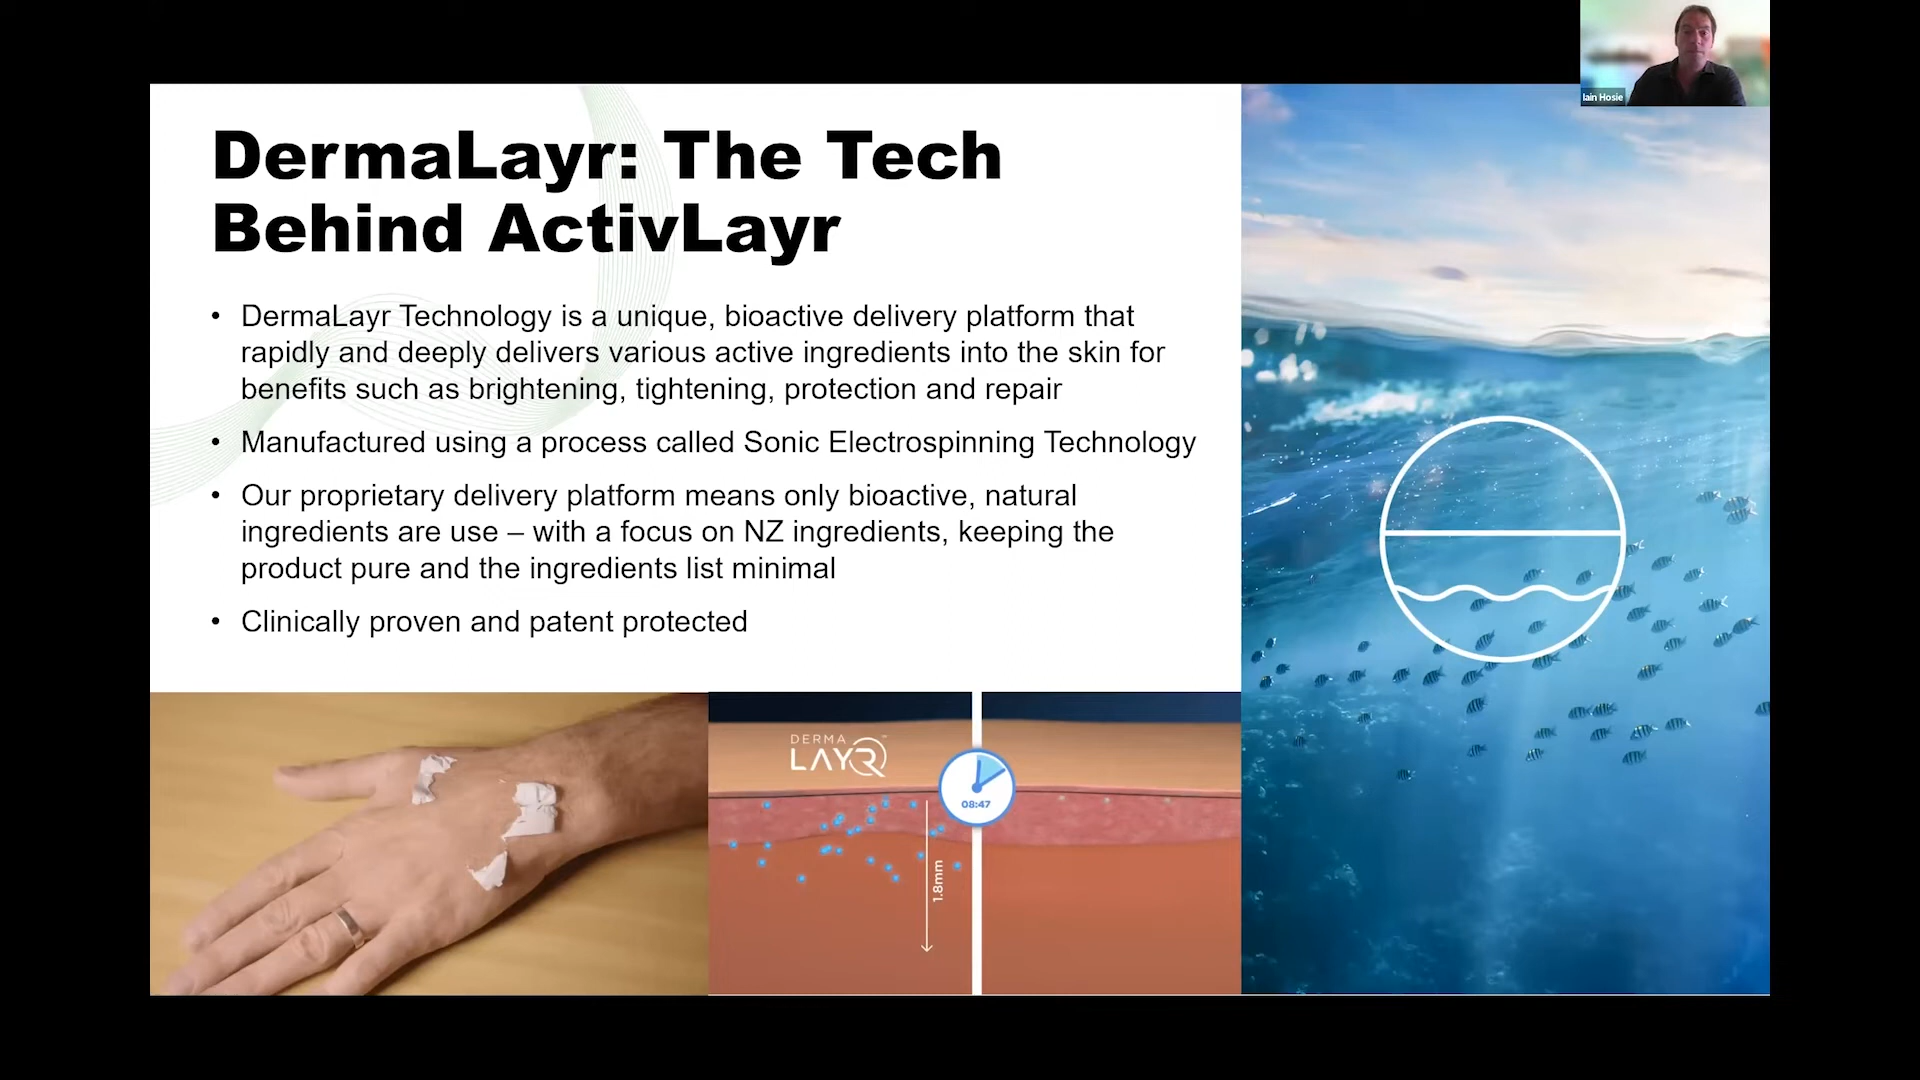 Iain Hosie
DermaLayr: The Tech
Behind ActivLayr
• DermaLayr Technology is a unique, bioactive delivery platform that
rapidly and deeply delivers various active ingredients into the skin for
benefits such as brightening, tightening, protection and repair
• Manufactured using a process called Sonic Electrospinning Technology
• Our proprietary delivery platform means only bioactive, natural
ingredients are use – with a focus on NZ ingredients, keeping the
product pure and the ingredients list minimal
• Clinically proven and patent protected
DERMA
LAYR™
08:47
1.8mm